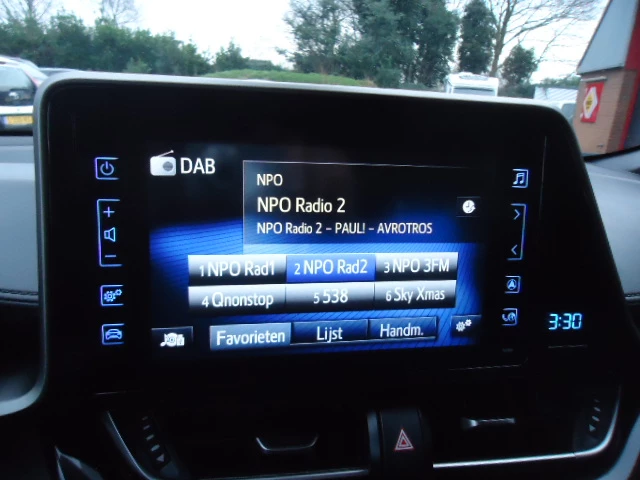 DAB
NPO
NPO Radio 2
NPO Radio 2 - PAUL! - AVROTROS
1 NPO Rad1 2 NPO Rad2 3 NPO 3FM
4 Qnonstop 5 538 6 Sky Xmas
Favorieten Lijst Handm.
3:30